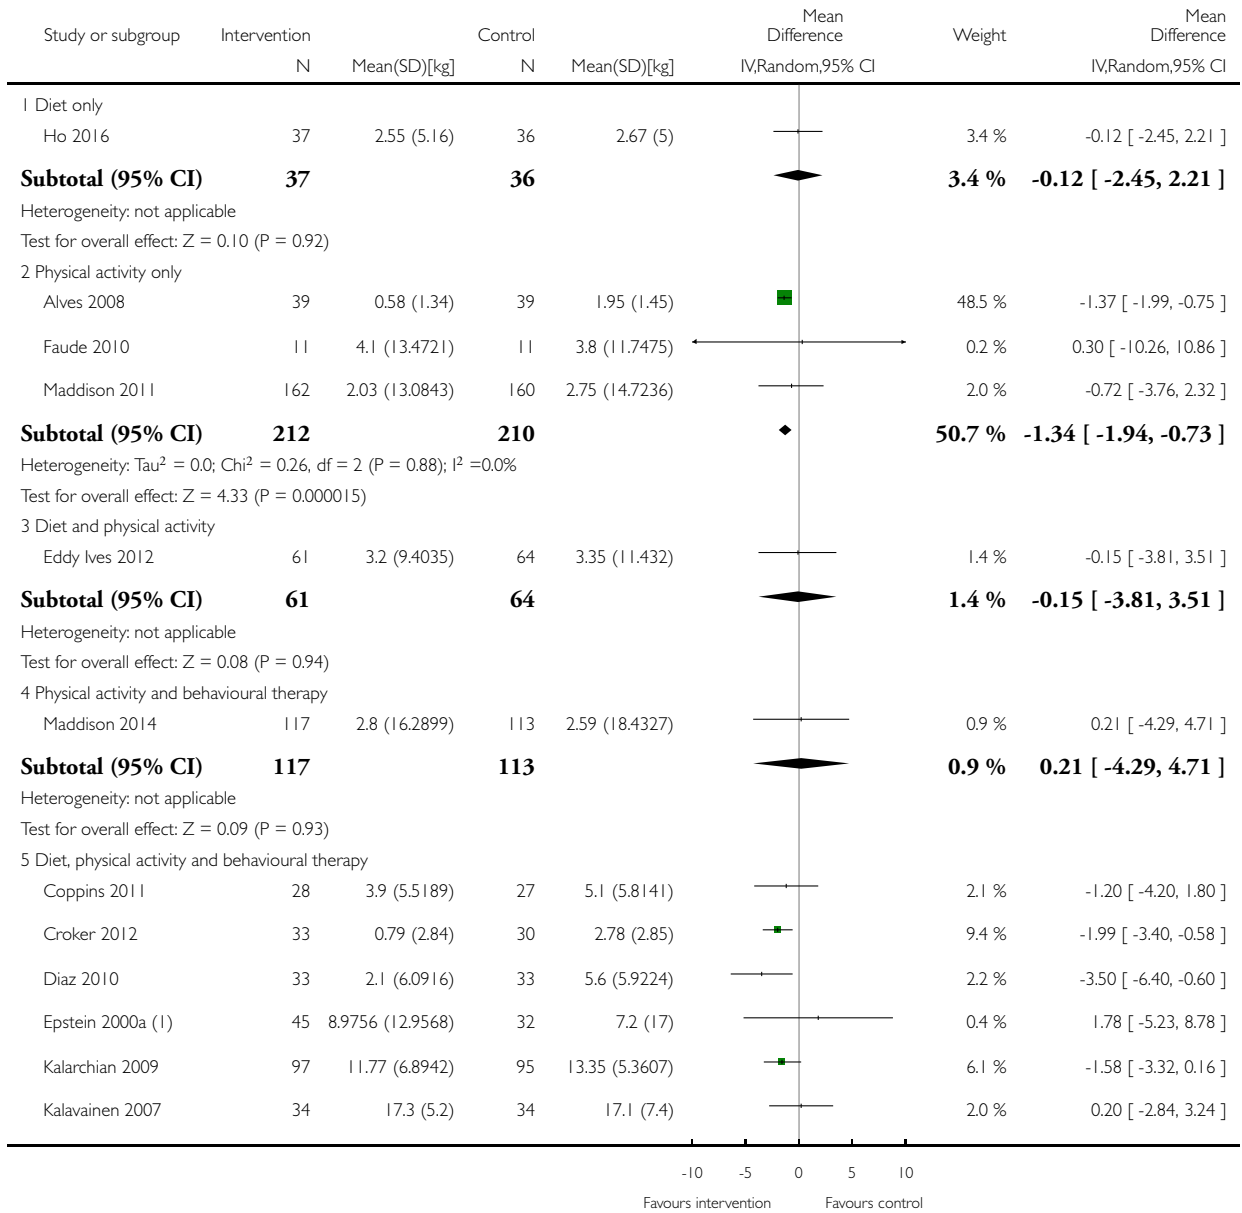 Mean Mean
Study or subgroup Intervention Control Difference Weight Difference
N Mean(SD)[kg] N Mean(SD)[kg] IV,Random,95% CI IV,Random,95% CI
1 Diet only
Ho 2016 37 2.55 (5.16) 36 2.67 (5) 3.4 % -0.12 [ -2.45, 2.21 ]
Subtotal (95% CI) 37 36 3.4 % -0.12 [ -2.45, 2.21 ]
Heterogeneity: not applicable
Test for overall effect: Z = 0.10 (P = 0.92)
2 Physical activity only
Alves 2008 39 0.58 (1.34) 39 1.95 (1.45) 48.5 % -1.37 [ -1.99, -0.75 ]
Faude 2010 11 4.1 (13.4721) 11 3.8 (11.7475) 0.2 % 0.30 [ -10.26, 10.86 ]
Maddison 2011 162 2.03 (13.0843) 160 2.75 (14.7236) 2.0 % -0.72 [ -3.76, 2.32 ]
Subtotal (95% CI) 212 210 50.7 % -1.34 [ -1.94, -0.73 ]
Heterogeneity: Tau² = 0.0; Chi² = 0.26, df = 2 (P = 0.88); I² =0.0%
Test for overall effect: Z = 4.33 (P = 0.000015)
3 Diet and physical activity
Eddy Ives 2012 61 3.2 (9.4035) 64 3.35 (11.432) 1.4 % -0.15 [ -3.81, 3.51 ]
Subtotal (95% CI) 61 64 1.4 % -0.15 [ -3.81, 3.51 ]
Heterogeneity: not applicable
Test for overall effect: Z = 0.08 (P = 0.94)
4 Physical activity and behavioural therapy
Maddison 2014 117 2.8 (16.2899) 113 2.59 (18.4327) 0.9 % 0.21 [ -4.29, 4.71 ]
Subtotal (95% CI) 117 113 0.9 % 0.21 [ -4.29, 4.71 ]
Heterogeneity: not applicable
Test for overall effect: Z = 0.09 (P = 0.93)
5 Diet, physical activity and behavioural therapy
Coppins 2011 28 3.9 (5.5189) 27 5.1 (5.8141) 2.1 % -1.20 [ -4.20, 1.80 ]
Croker 2012 33 0.79 (2.84) 30 2.78 (2.85) 9.4 % -1.99 [ -3.40, -0.58 ]
Diaz 2010 33 2.1 (6.0916) 33 5.6 (5.9224) 2.2 % -3.50 [ -6.40, -0.60 ]
Epstein 2000a (1) 45 8.9756 (12.9568) 32 7.2 (17) 0.4 % 1.78 [ -5.23, 8.78 ]
Kalarchian 2009 97 11.77 (6.8942) 95 13.35 (5.3607) 6.1 % -1.58 [ -3.32, 0.16 ]
Kalavainen 2007 34 17.3 (5.2) 34 17.1 (7.4) 2.0 % 0.20 [ -2.84, 3.24 ]
-10 -5 0 5 10
Favours intervention Favours control